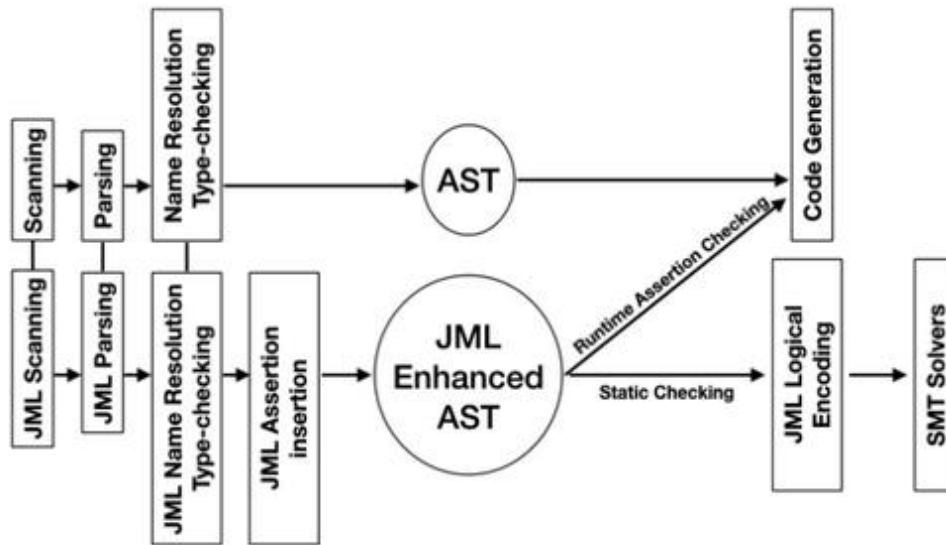 Scanning
Parsing
Name Resolution
Type-checking
AST
Code Generation
JML Scanning
JML Parsing
JML Name Resolution
Type-checking
JML Assertion
insertion
JML
Enhanced
AST
Runtime Assertion Checking
Static Checking
JML Logical
Encoding
SMT Solvers